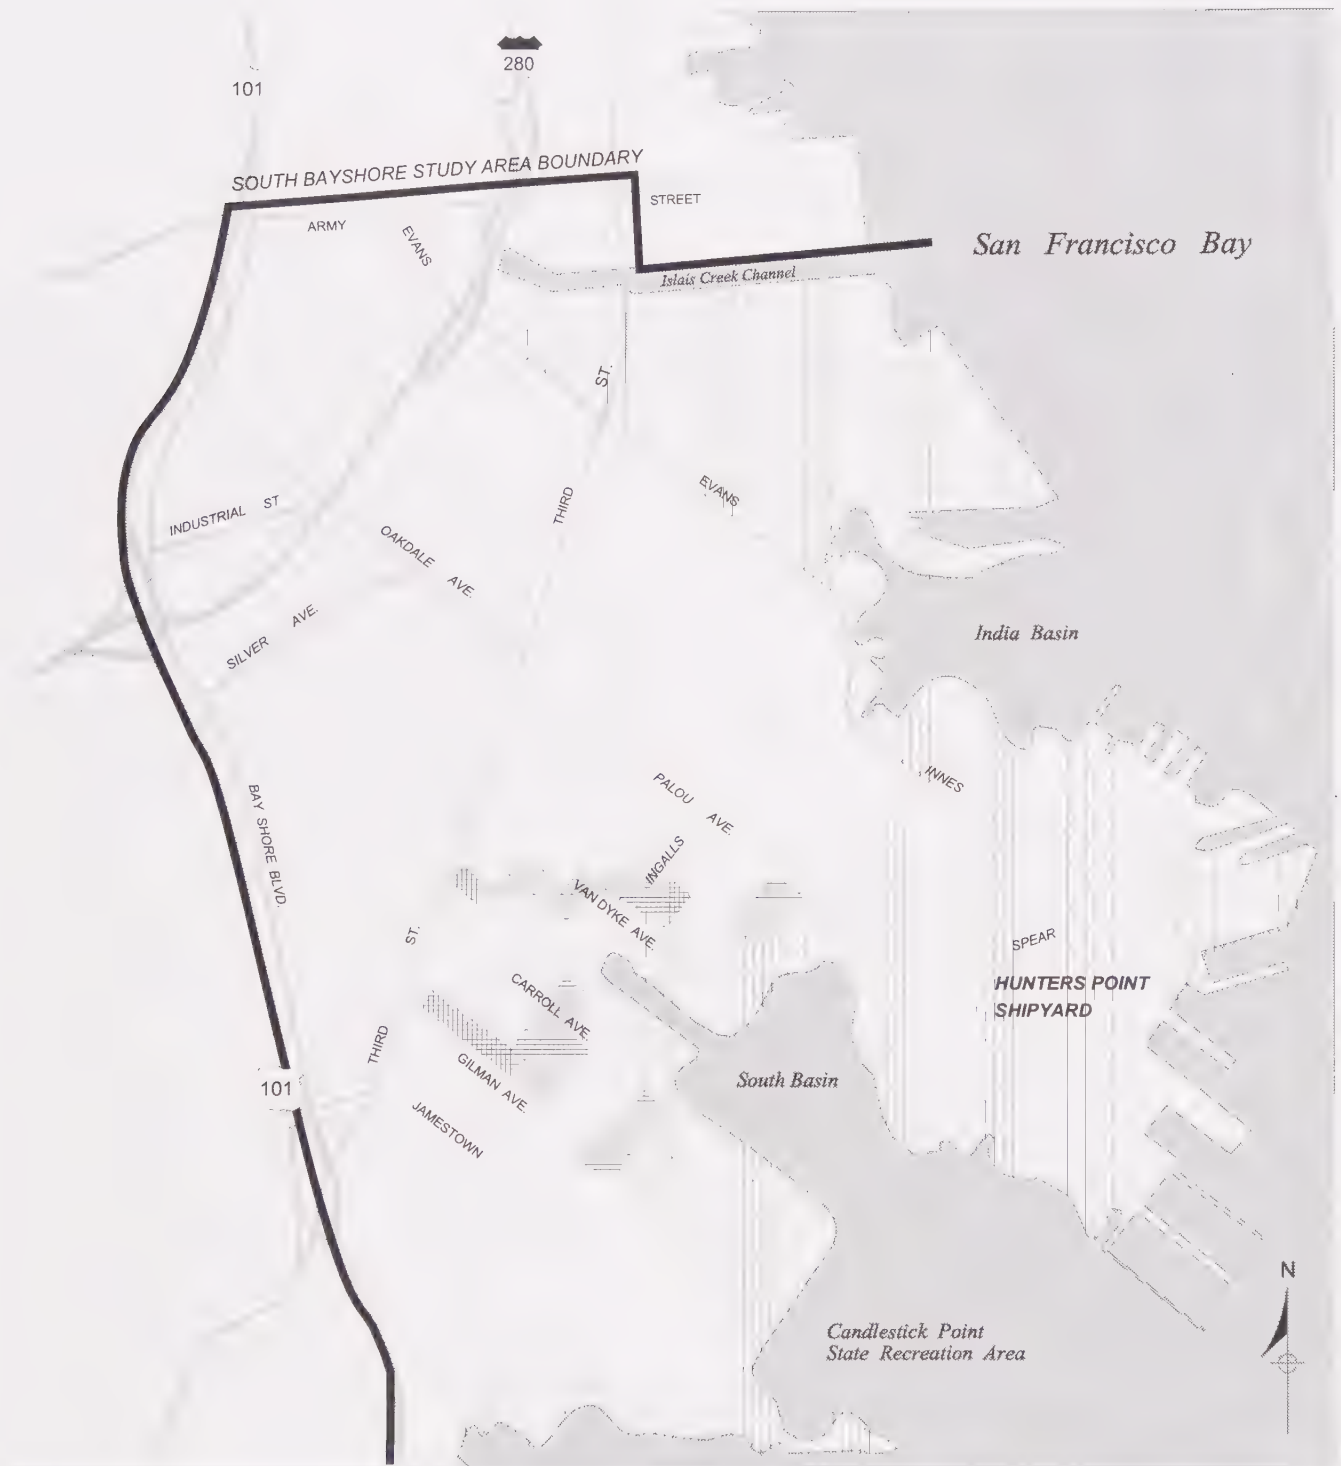 280
101
SOUTH BAYSHORE STUDY AREA BOUNDARY
STREET
ARMY
EVANS
San Francisco Bay
Islais Creek Channel
ST.
THIRD
EVANS
INDUSTRIAL ST
OAKDALE AVE.
SILVER AVE.
India Basin
BAY SHORE BLVD.
PALOU AVE.
INNES
INGALLS
VAN DYKE AVE.
ST.
SPEAR
HUNTERS POINT
SHIPYARD
CARROLL AVE.
THIRD
GILMAN AVE.
101
South Basin
JAMESTOWN
N
Candlestick Point
State Recreation Area